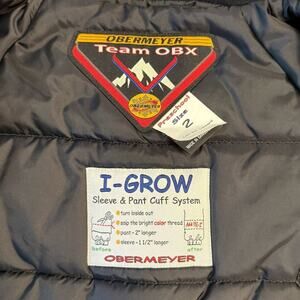 OBERMEYER
Team OBX
OBERMEYER
Preschool
Size
2
I-GROW
Sleeve & Pant Cuff System
turn inside out
snip the bright color thread
pant - 2" longer
sleeve - 1 1/2" longer
before
after
OBERMEYER